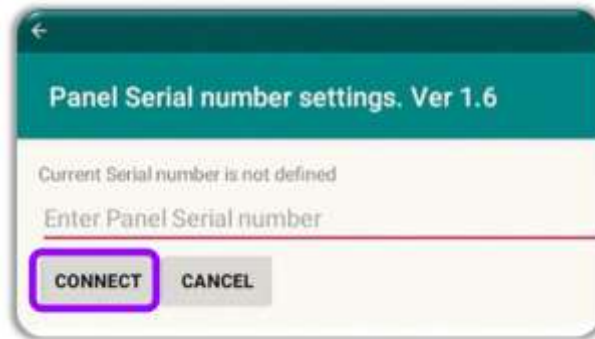 Panel Serial number settings. Ver 1.6
Current Serial number is not defined
Enter Panel Serial number
CONNECT CANCEL